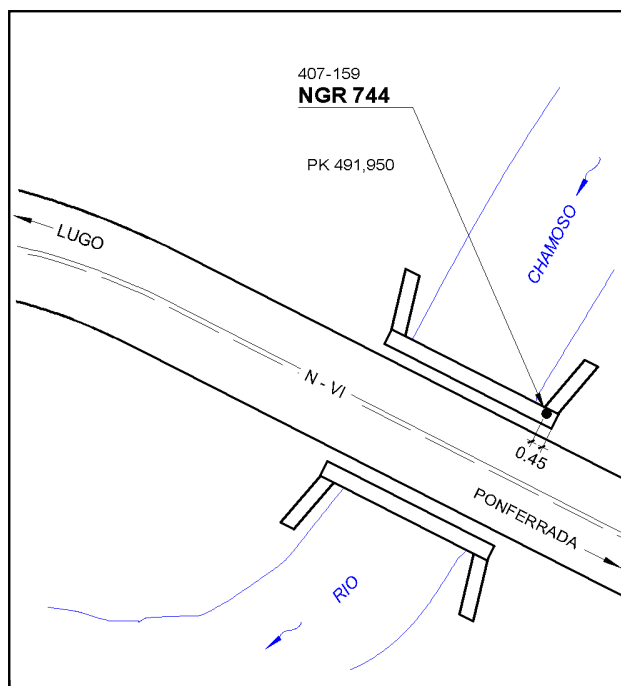 407-159
NGR 744
PK 491,950
CHAMOSO
LUGO
N - VI
0.45
PONFERRADA
RIO